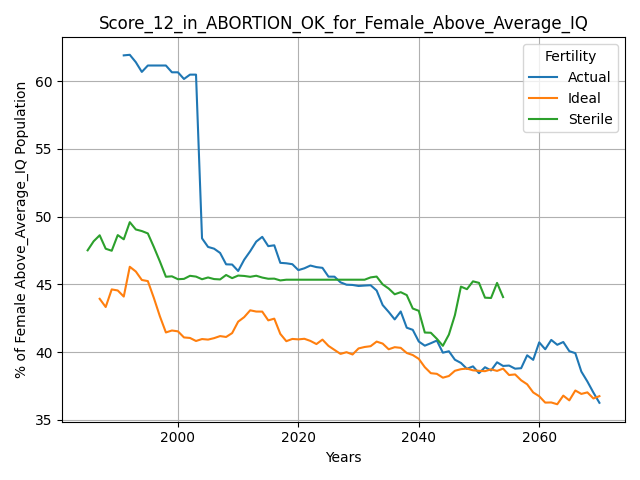 Score_12_in_ABORTION_OK_for_Female_Above_Average_IQ
% of Female Above_Average_IQ Population
60
55
50
45
40
35
Fertility
Actual
Ideal
Sterile
2000
2020
2040
2060
Years